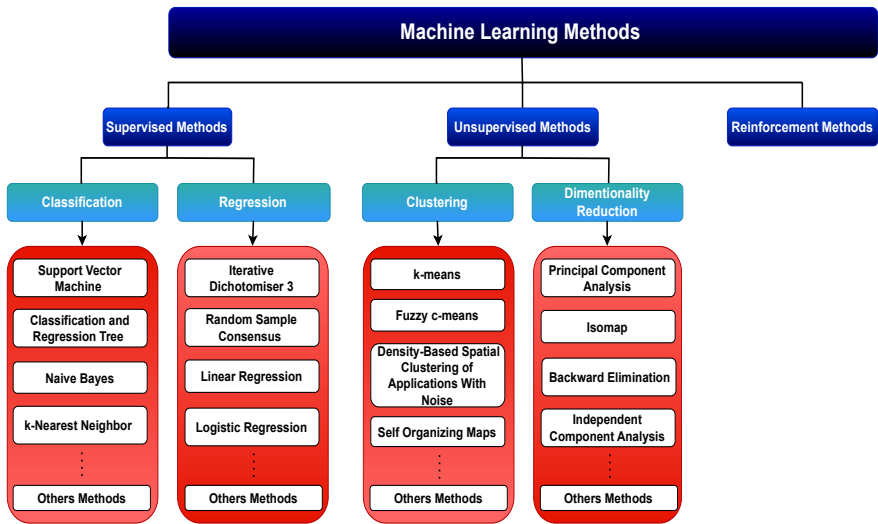 Machine Learning Methods
Supervised Methods
Unsupervised Methods
Reinforcement Methods
Classification
Regression
Clustering
Dimentionality
Reduction
Support Vector
Machine
Classification and
Regression Tree
Naive Bayes
k-Nearest Neighbor
Others Methods
Iterative
Dichotomiser 3
Random Sample
Consensus
Linear Regression
Logistic Regression
Others Methods
k-means
Fuzzy c-means
Density-Based Spatial
Clustering of
Applications With
Noise
Self Organizing Maps
Others Methods
Principal Component
Analysis
Isomap
Backward Elimination
Independent
Component Analysis
Others Methods